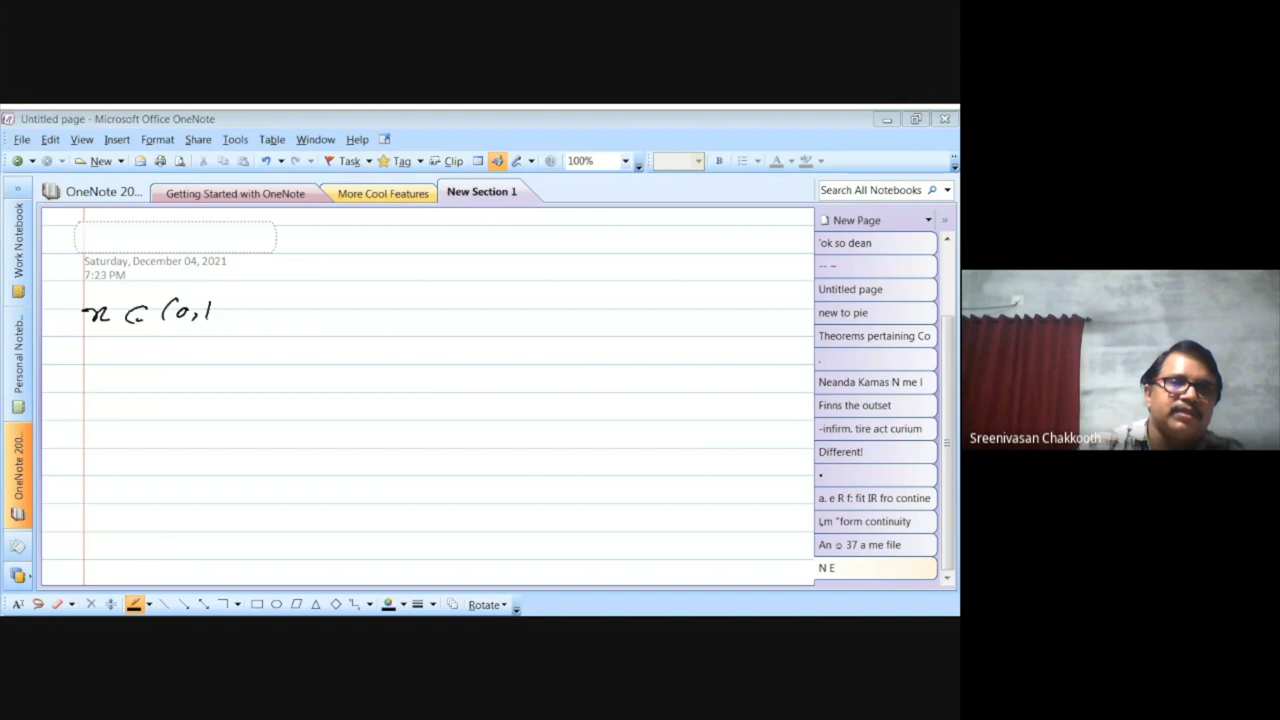 Untitled page - Microsoft Office OneNote
File Edit View Insert Format Share Tools Table Window Help
New Task Tag Clip 100% B A
OneNote 20... Getting Started with OneNote More Cool Features New Section 1 Search All Notebooks
New Page
Work Notebook
Personal Noteb...
OneNote 200...
Saturday, December 04, 2021
7:23 PM
x ⊂ (0, 1
'ok so dean
-- ~
Untitled page
new to pie
Theorems pertaining Co
.
Neanda Kamas N me I
Finns the outset
-infirm. tire act curium
Different!
•
a. e R f: fit IR fro contine
I,m "form continuity
An ☺ 37 a me file
N E
Rotate
Sreenivasan Chakkooth